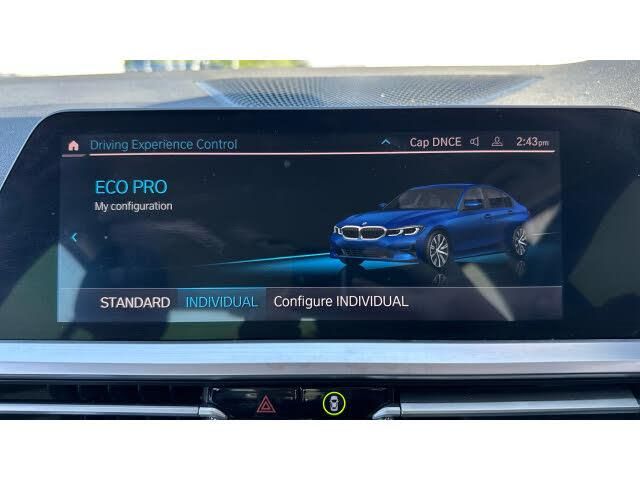 Driving Experience Control
Cap DNCE
2:43pm
ECO PRO
My configuration
STANDARD INDIVIDUAL Configure INDIVIDUAL